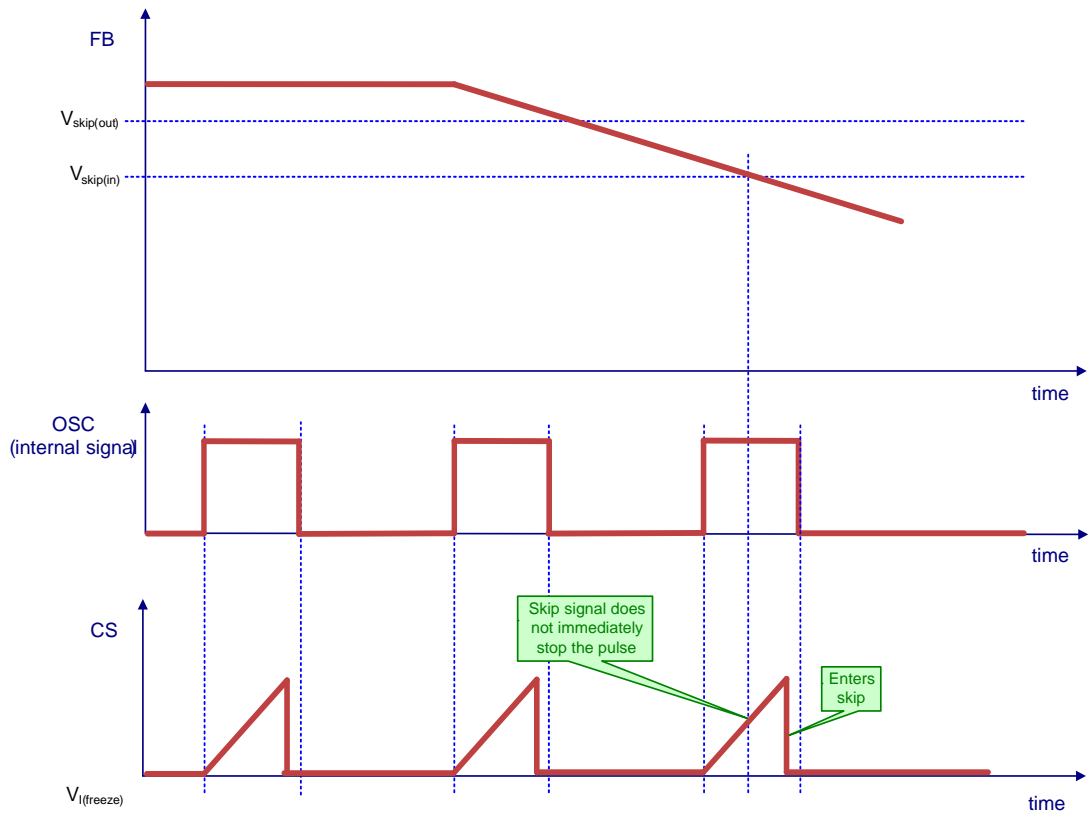 FB
Vskip(out)
Vskip(in)
time
OSC
(internal signal)
time
Skip signal does
not immediately
stop the pulse
CS
Enters
skip
VI(freeze)
time